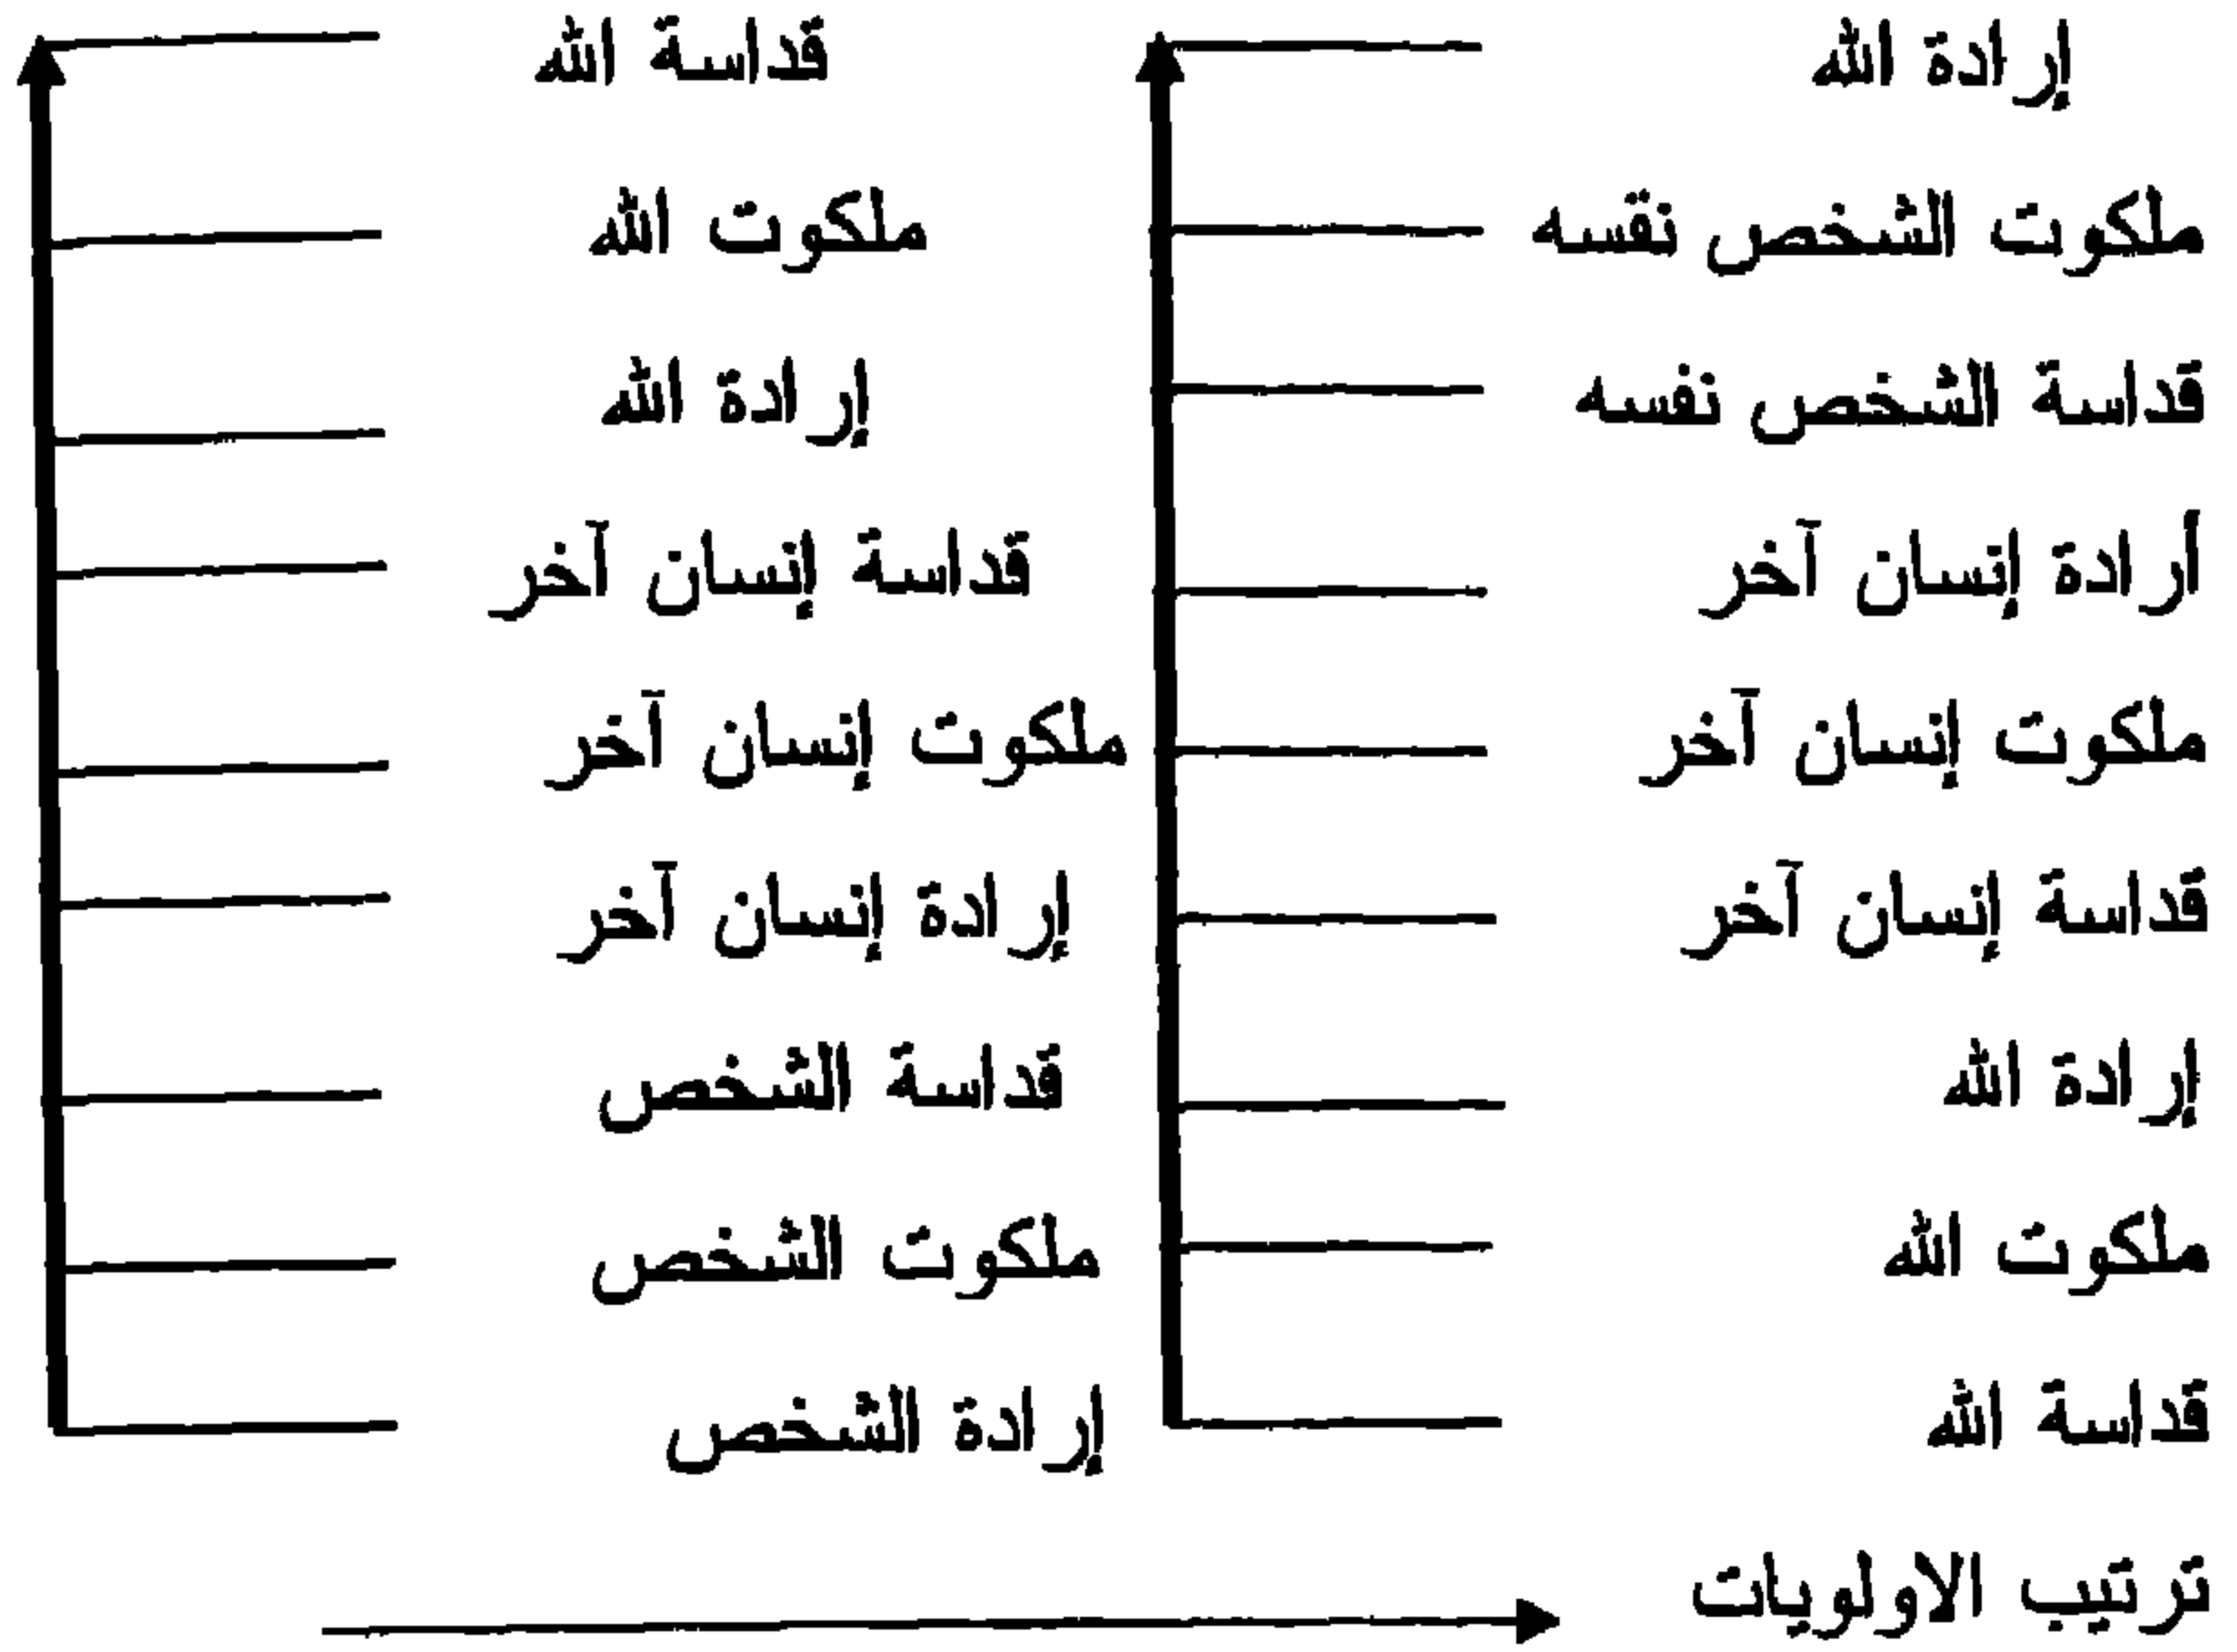 إرادة الله
ملكوت الشخص نفسه
قداسة الشخص نفسه
أرادة إنسان آخر
ملكوت إنسان آخر
قداسة إنسان آخر
إرادة الله
ملكوت الله
قداسة الله
قداسة الله
ملكوت الله
إرادة الله
قداسة إنسان آخر
ملكوت إنسان آخر
إرادة إنسان آخر
قداسة الشخص
ملكوت الشخص
إرادة الشخص
ترتيب الاولويات